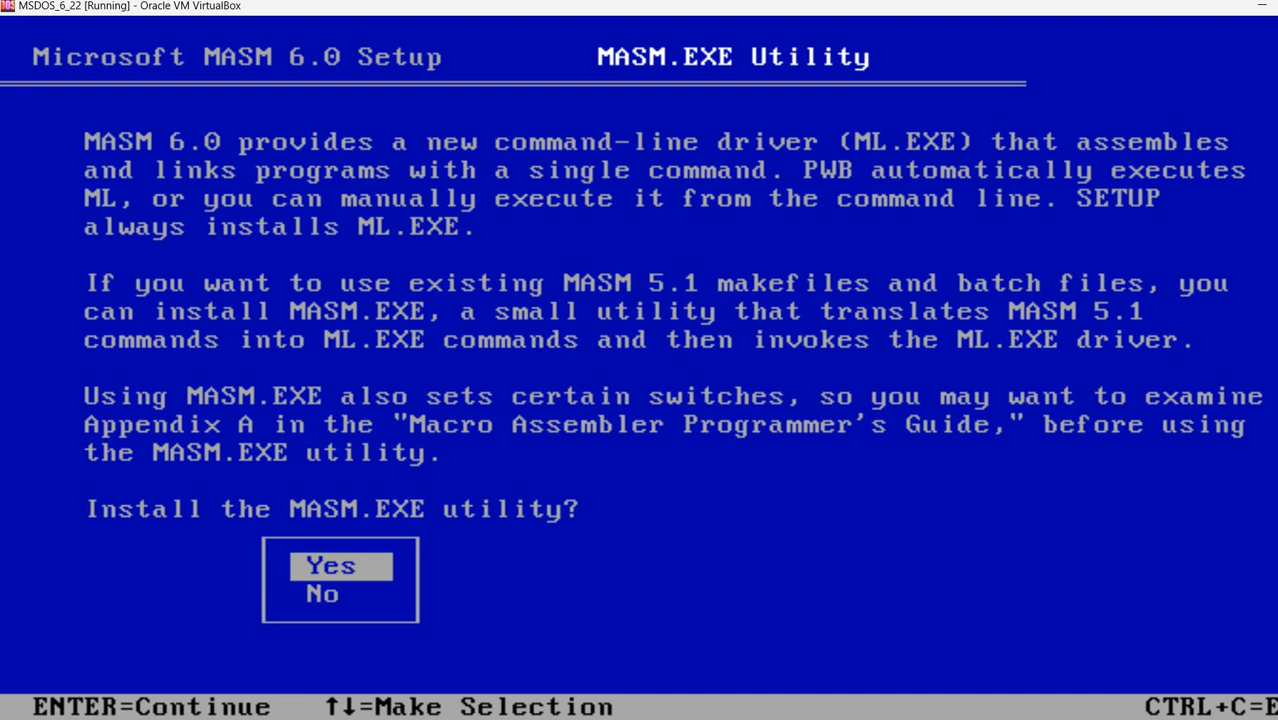 MSDOS_6_22 [Running] - Oracle VM VirtualBox
Microsoft MASM 6.0 Setup MASM.EXE Utility
MASM 6.0 provides a new command-line driver (ML.EXE) that assembles
and links programs with a single command. PWB automatically executes
ML, or you can manually execute it from the command line. SETUP
always installs ML.EXE.
If you want to use existing MASM 5.1 makefiles and batch files, you
can install MASM.EXE, a small utility that translates MASM 5.1
commands into ML.EXE commands and then invokes the ML.EXE driver.
Using MASM.EXE also sets certain switches, so you may want to examine
Appendix A in the "Macro Assembler Programmer's Guide," before using
the MASM.EXE utility.
Install the MASM.EXE utility?
Yes
No
ENTER=Continue ↑↓=Make Selection CTRL+C=E